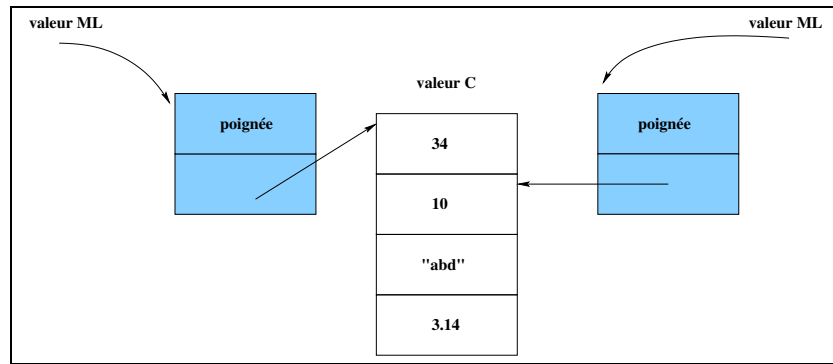 valeur ML
valeur ML
valeur C
poignée
poignée
34
10
"abd"
3.14